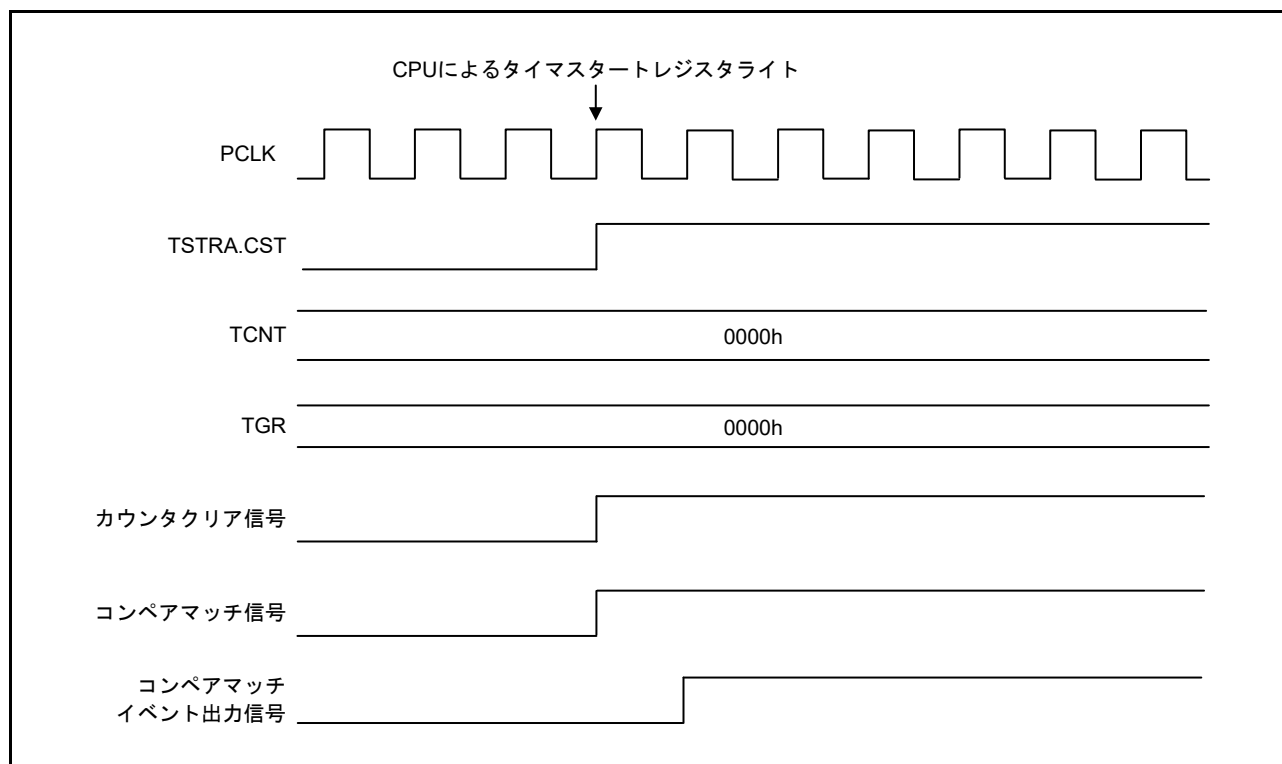 CPUによるタイマスタートレジスタライト
PCLK
TSTRA.CST
TCNT
0000h
TGR
0000h
カウンタクリア信号
コンペアマッチ信号
コンペアマッチ
イベント出力信号